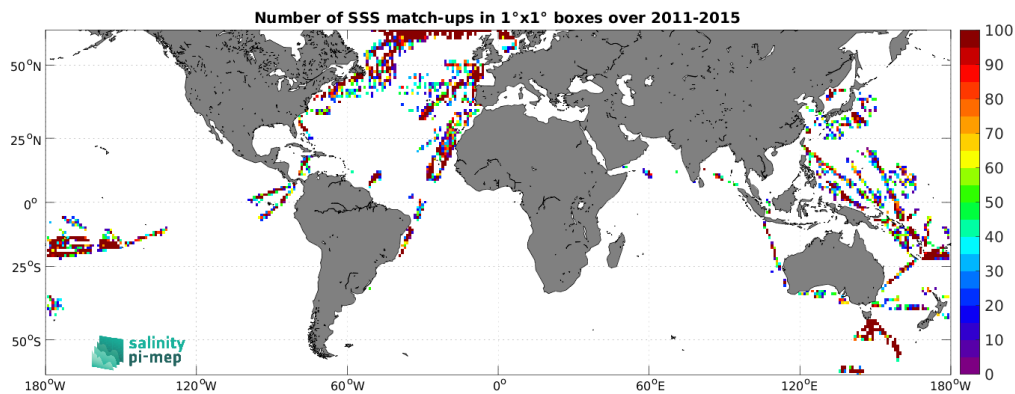 Number of SSS match-ups in 1°x1° boxes over 2011-2015
50°N
25°N
0°
25°S
50°S
180°W
120°W
60°W
0°
60°E
120°E
180°W
100
90
80
70
60
50
40
30
20
10
0
salinity
pi-mep